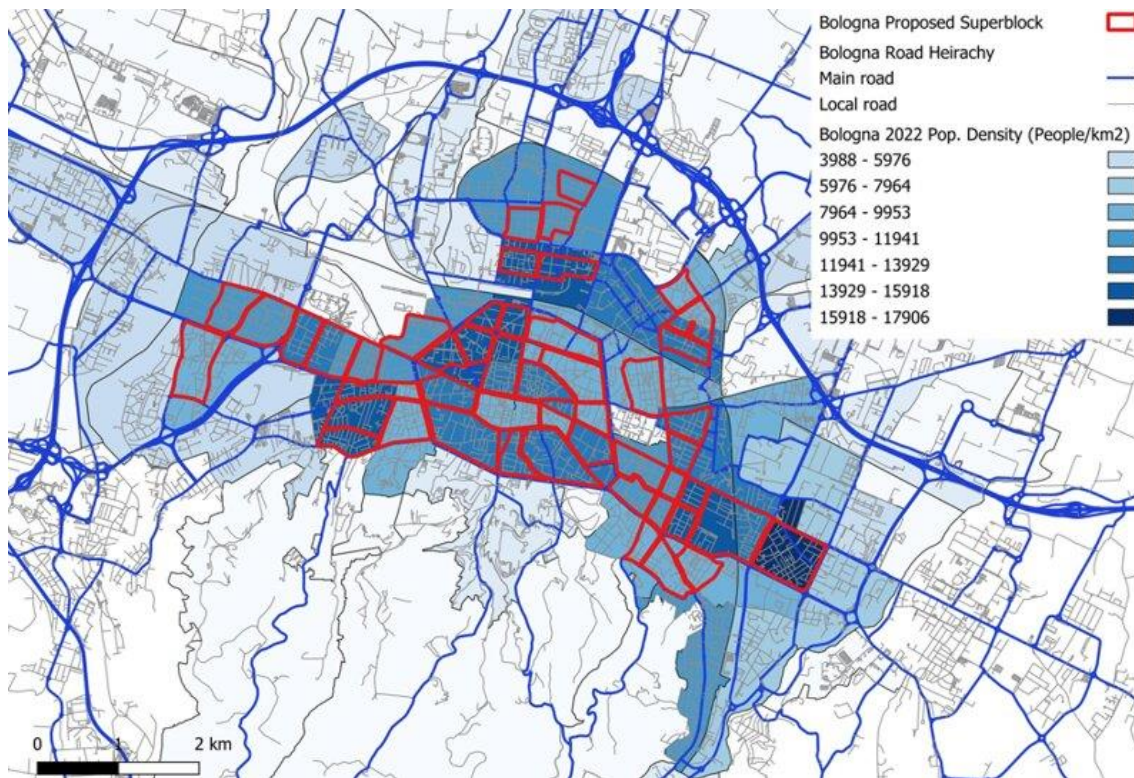 Bologna Proposed Superblock
Bologna Road Heirachy
Main road
Local road
Bologna 2022 Pop. Density (People/km2)
3988 - 5976
5976 - 7964
7964 - 9953
9953 - 11941
11941 - 13929
13929 - 15918
15918 - 17906
0 1 2 km